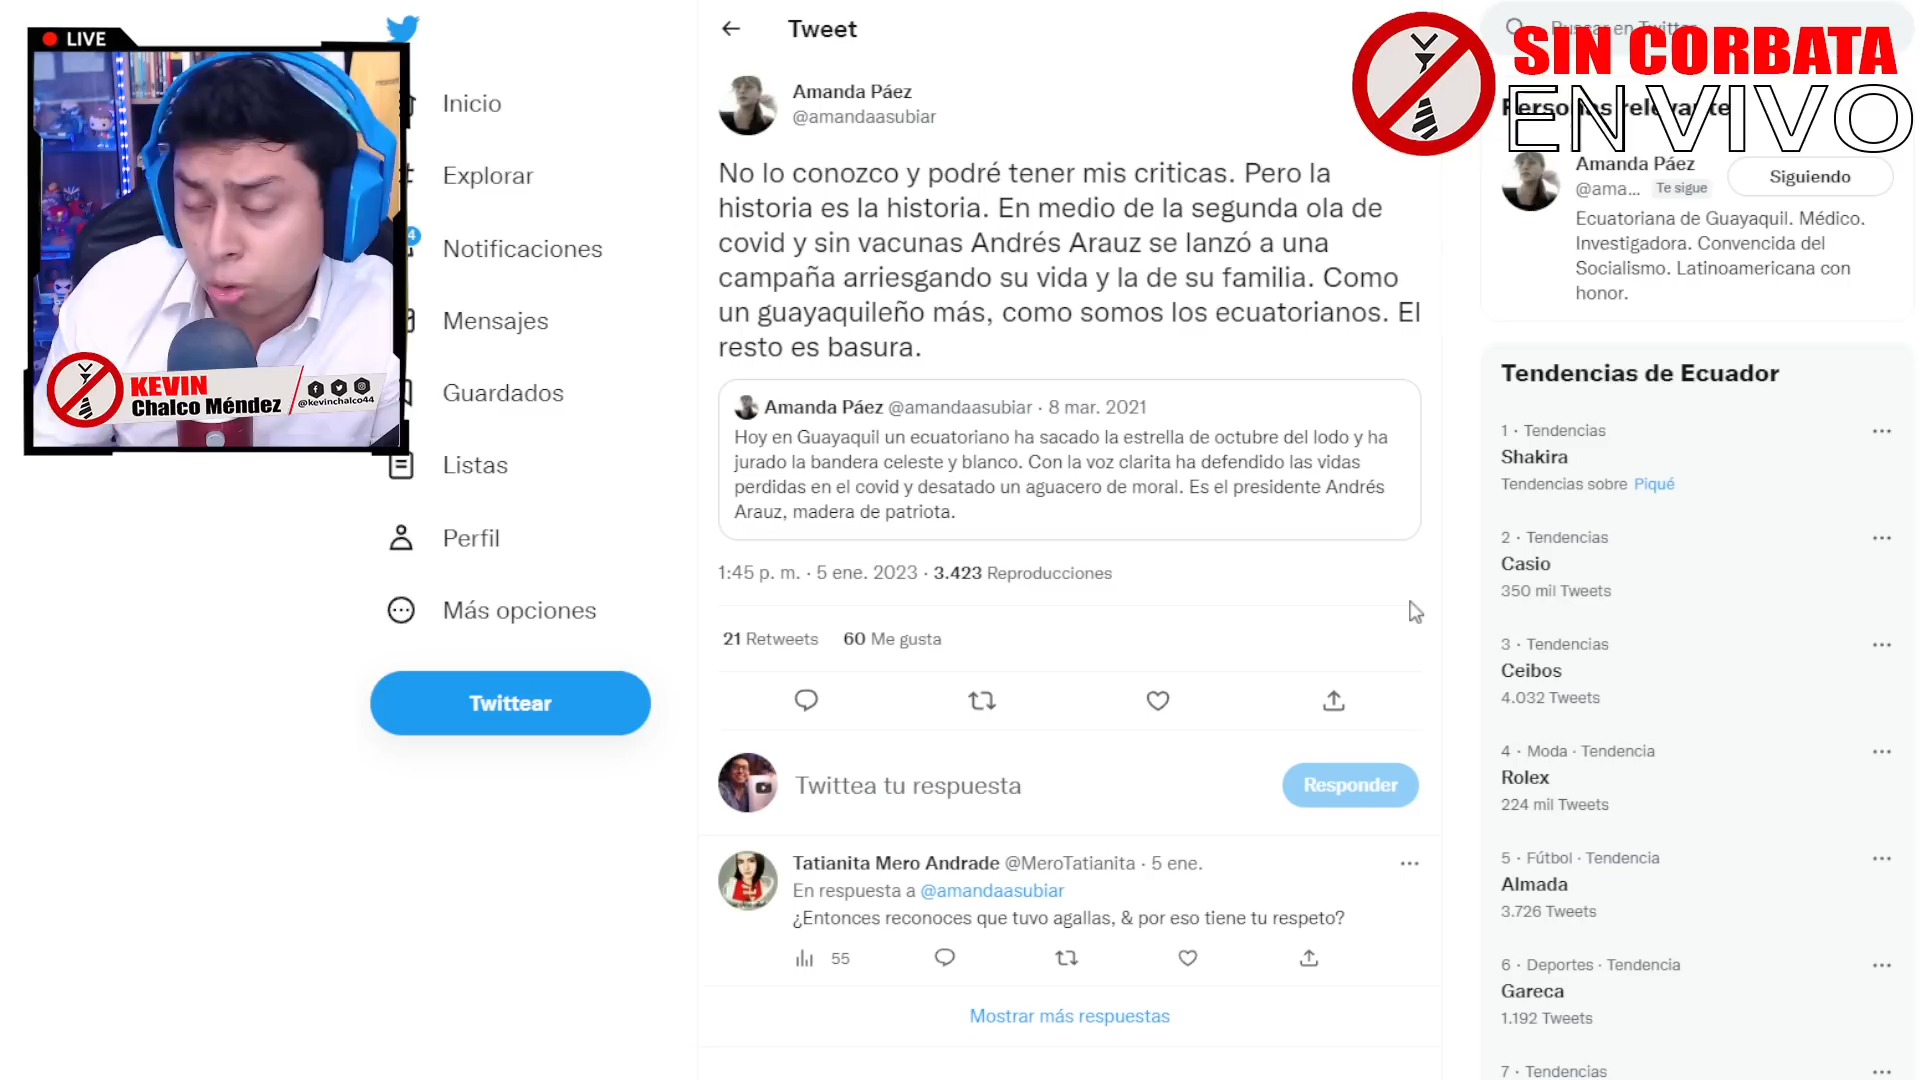 LIVE
KEVIN
Chalco Méndez
@kevinchalco44
Inicio
Explorar
4
Notificaciones
Mensajes
Guardados
Listas
Perfil
Más opciones
Twittear
Tweet
Amanda Páez
@amandaasubiar
No lo conozco y podré tener mis criticas. Pero la
historia es la historia. En medio de la segunda ola de
covid y sin vacunas Andrés Arauz se lanzó a una
campaña arriesgando su vida y la de su familia. Como
un guayaquileño más, como somos los ecuatorianos. El
resto es basura.
Amanda Páez @amandaasubiar · 8 mar. 2021
Hoy en Guayaquil un ecuatoriano ha sacado la estrella de octubre del lodo y ha
jurado la bandera celeste y blanco. Con la voz clarita ha defendido las vidas
perdidas en el covid y desatado un aguacero de moral. Es el presidente Andrés
Arauz, madera de patriota.
1:45 p. m. · 5 ene. 2023 · 3.423 Reproducciones
21 Retweets 60 Me gusta
Twittea tu respuesta
Responder
Tatianita Mero Andrade @MeroTatianita · 5 ene.
En respuesta a @amandaasubiar
¿Entonces reconoces que tuvo agallas, & por eso tiene tu respeto?
55
Mostrar más respuestas
Buscar en Twitter
SIN CORBATA
EN VIVO
Personas relevante
Amanda Páez
@ama... Te sigue
Siguiendo
Ecuatoriana de Guayaquil. Médico.
Investigadora. Convencida del
Socialismo. Latinoamericana con
honor.
Tendencias de Ecuador
1 · Tendencias
Shakira
Tendencias sobre Piqué
2 · Tendencias
Casio
350 mil Tweets
3 · Tendencias
Ceibos
4.032 Tweets
4 · Moda · Tendencia
Rolex
224 mil Tweets
5 · Fútbol · Tendencia
Almada
3.726 Tweets
6 · Deportes · Tendencia
Gareca
1.192 Tweets
7 · Tendencias